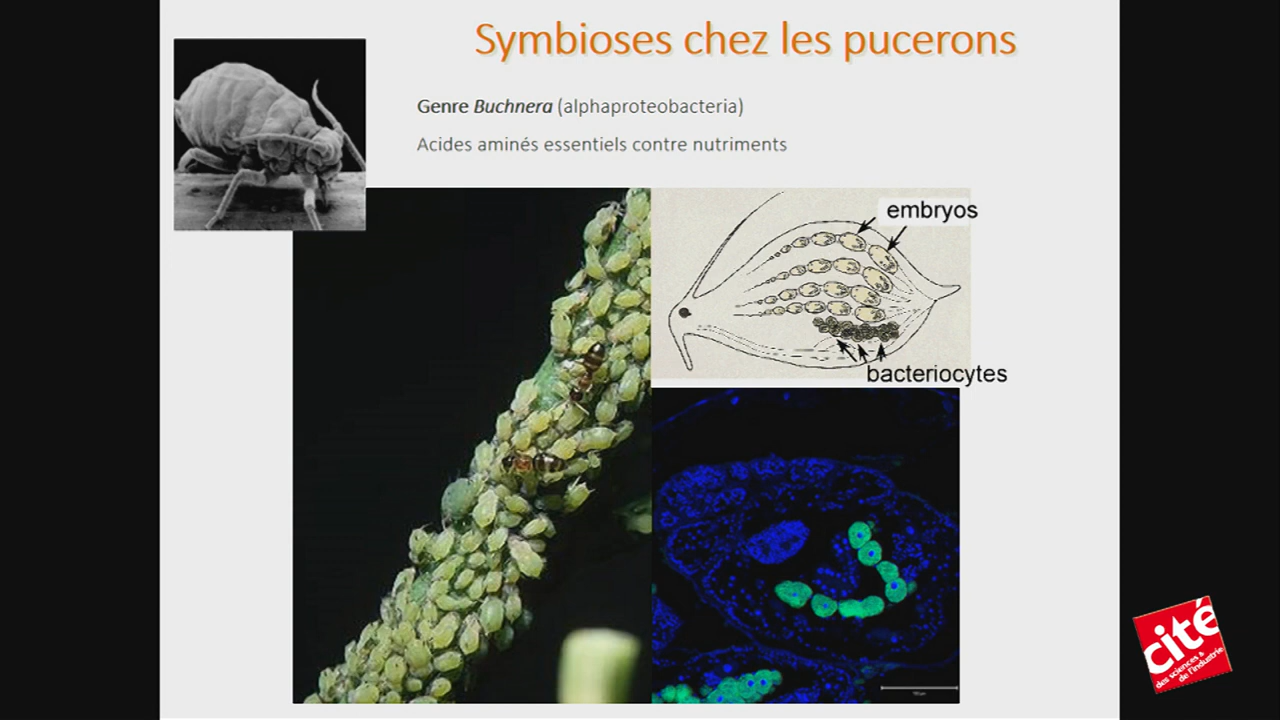 Symbioses chez les pucerons
Genre Buchnera (alphaproteobacteria)
Acides aminés essentiels contre nutriments
embryos
bacteriocytes
cité
des sciences &
de l'industrie